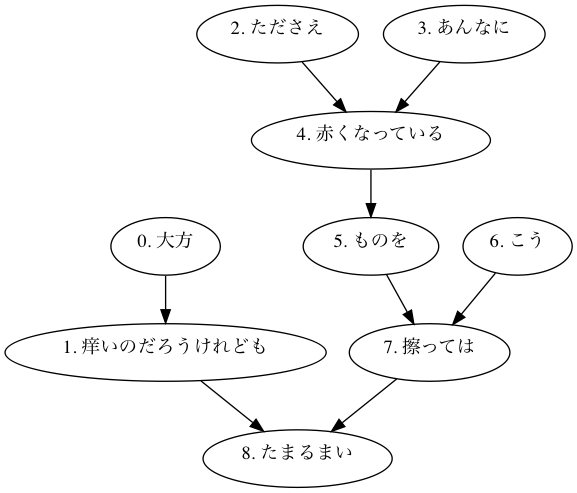 2. たださえ
3. あんなに
4. 赤くなっている
0. 大方
5. ものを
6. こう
1. 痒いのだろうけれども
7. 擦っては
8. たまるまい